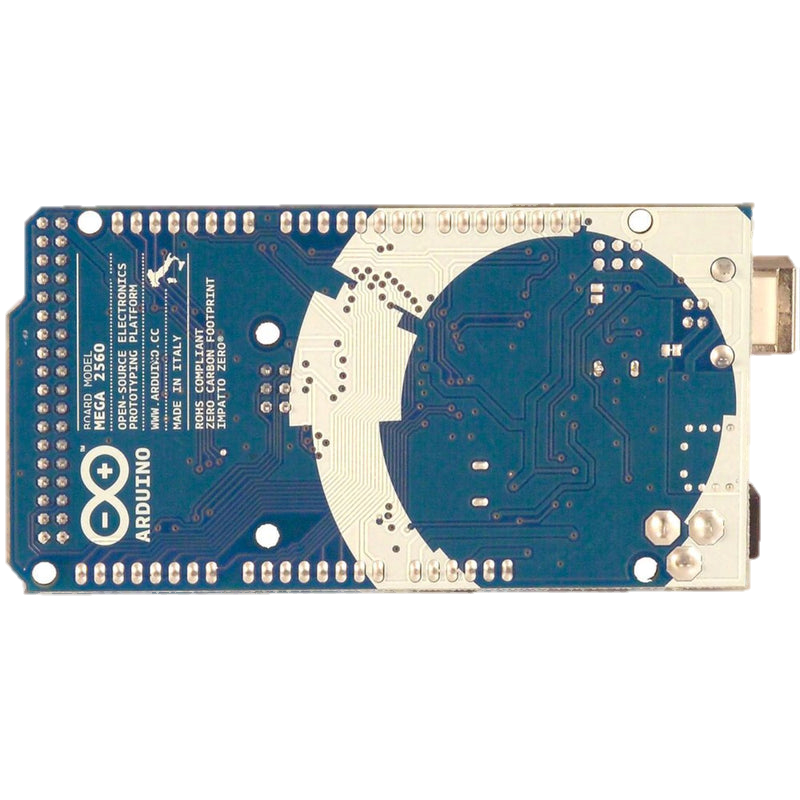 BOARD MODEL
MEGA 2560
OPEN-SOURCE ELECTRONICS
PROTOTYPING PLATFORM
WWW.ARDUINO.CC
MADE IN ITALY
ROHS COMPLIANT
ZERO CARBON FOOTPRINT
IMPATTO ZERO®
ARDUINO
™